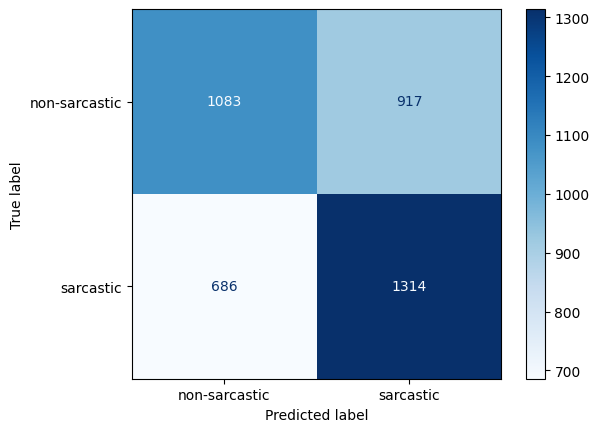 1300
non-sarcastic 1083 917
1200
1100
1000
900
sarcastic 686 1314
800
700
non-sarcastic sarcastic
Predicted label
True label